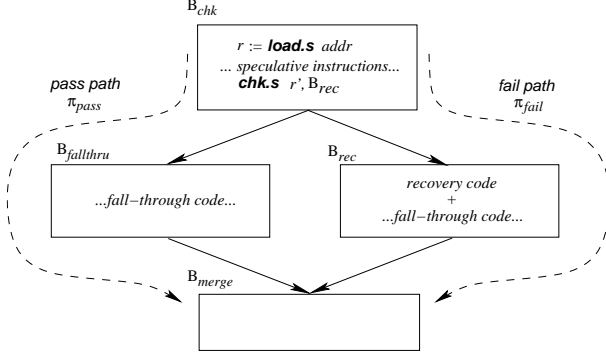 B_chk
r := load.s addr
... speculative instructions...
chk.s r', B_rec
pass path
π_pass
fail path
π_fail
B_fallthru
B_rec
...fall−through code...
recovery code
+
...fall−through code...
B_merge